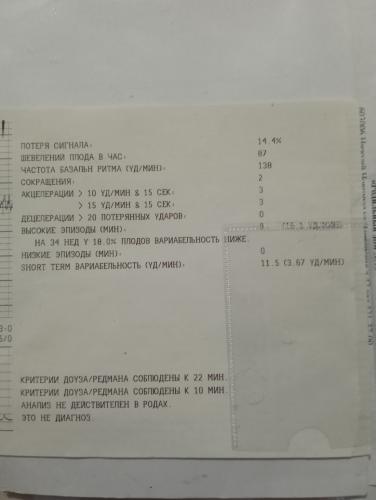 ПОТЕРЯ СИГНАЛА: 14.4%
ШЕВЕЛЕНИЙ ПЛОДА В ЧАС: 87
ЧАСТОТА БАЗАЛЬН РИТМА (УД/МИН): 138
СОКРАЩЕНИЯ: 2
АКЦЕЛЕРАЦИИ > 10 УД/МИН & 15 СЕК: 3
> 15 УД/МИН & 15 СЕК: 3
ДЕЦЕЛЕРАЦИИ > 20 ПОТЕРЯННЫХ УДАРОВ: 0
ВЫСОКИЕ ЭПИЗОДЫ (МИН):
НА 34 НЕД У 18.0% ПЛОДОВ ВАРИАБЕЛЬНОСТЬ НИЖЕ.
НИЗКИЕ ЭПИЗОДЫ (МИН): 0
SHORT TERM ВАРИАБЕЛЬНОСТЬ (УД/МИН): 11.5 (3.67 УД/МИН)
КРИТЕРИИ ДОУЗА/РЕДМАНА СОБЛЮДЕНЫ К 22 МИН.
КРИТЕРИИ ДОУЗА/РЕДМАНА СОБЛЮДЕНЫ К 10 МИН.
АНАЛИЗ НЕ ДЕЙСТВИТЕЛЕН В РОДАХ.
ЭТО НЕ ДИАГНОЗ.